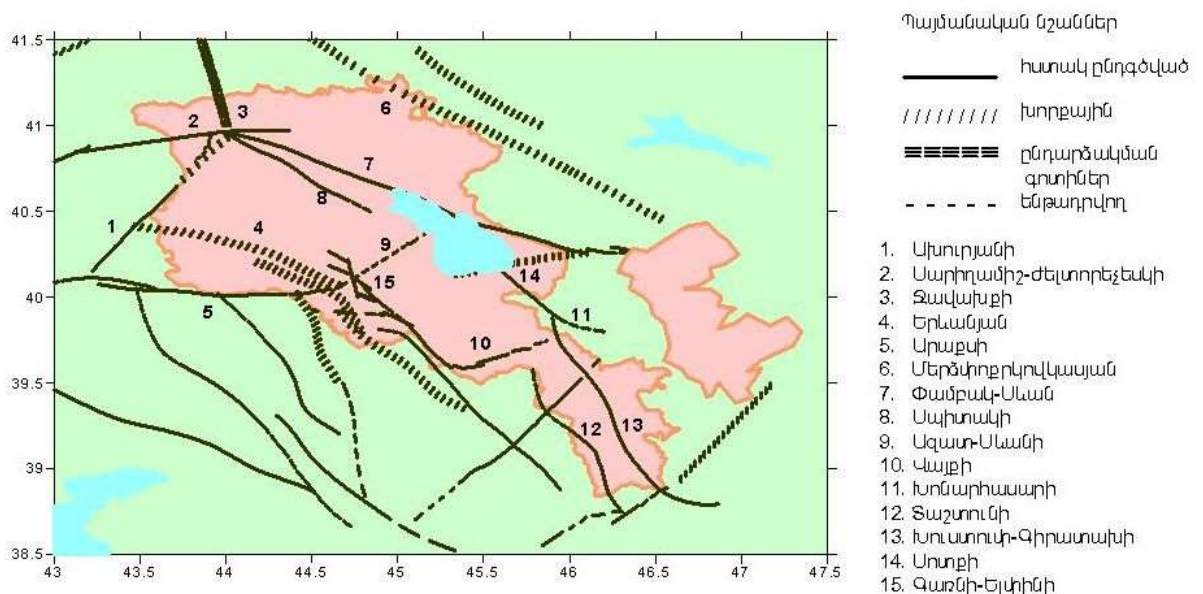 41.5
41
40.5
40
39.5
39
38.5
43
43.5
44
44.5
45
45.5
46
46.5
47
47.5
1
2
3
4
5
6
7
8
9
10
11
12
13
14
15
Պայմանական նշաններ
հստակ ընդգծված
խորքային
ընդարձակման
գոտիներ
ենթադրվող
1. Ախուրյանի
2. Սարիղամիշ-Ժելտորեչեսկի
3. Ջավախքի
4. Երևանյան
5. Արաքսի
6. Մերձփոքրկովկասյան
7. Փամբակ-Սևան
8. Սպիտակի
9. Ազատ-Սևանի
10. Վայքի
11. Խոնարհասարի
12. Տաշտունի
13. Խուստուփ-Գիրատախի
14. Սոտքի
15. Գառնի-Ելփինի